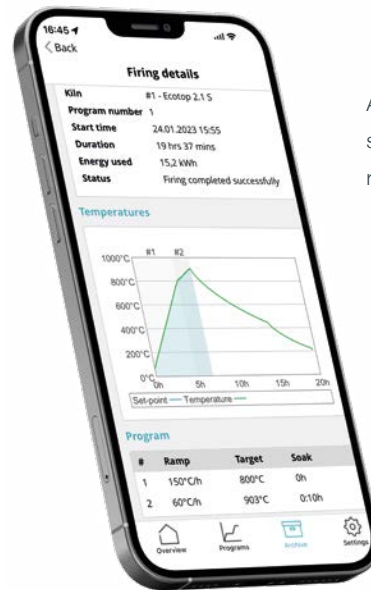 16:45
< Back
Firing details
Kiln #1 - Ecotop 2.1 S
Program number 1
Start time 24.01.2023 15:55
Duration 19 hrs 37 mins
Energy used 15,2 kWh
Status Firing completed successfully
Temperatures
#1 #2
1000°C
800°C
600°C
400°C
200°C
0°C
0h 5h 10h 15h 20h
Set-point Temperature
Program
# Ramp Target Soak
1 150°C/h 800°C 0h
2 60°C/h 903°C 0:10h
Overview Programs Archive Settings